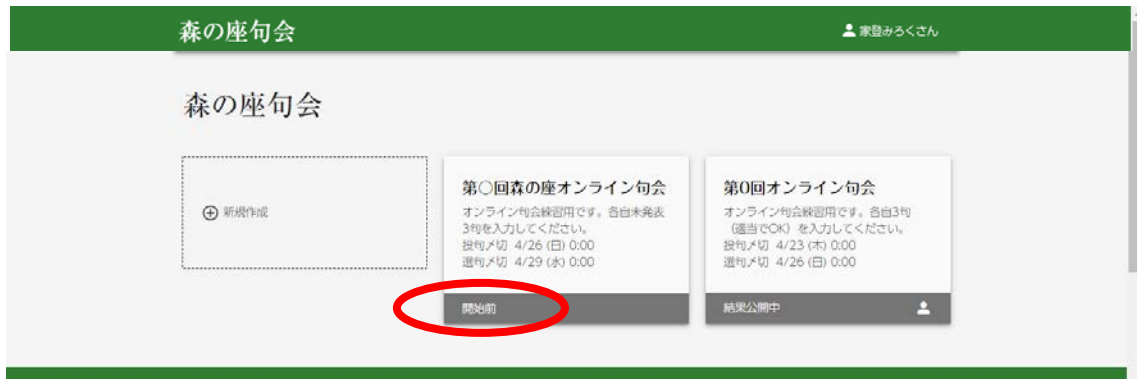 森の座句会
家登みろくさん
森の座句会
新規作成
第〇回森の座オンライン句会
オンライン句会練習用です。各自未発表
3句を入力してください。
投句〆切 4/26 (日) 0:00
選句〆切 4/29 (水) 0:00
開始前
第0回オンライン句会
オンライン句会練習用です。各自3句
（適当でOK）を入力してください。
投句〆切 4/23 (木) 0:00
選句〆切 4/26 (日) 0:00
結果公開中